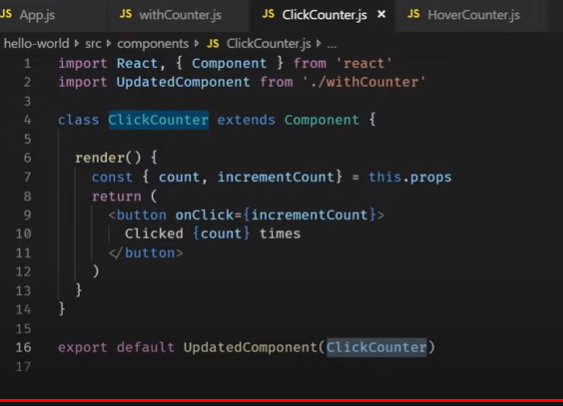 JS App.js JS withCounter.js JS ClickCounter.js × JS HoverCounter.js
hello-world ▸ src ▸ components ▸ JS ClickCounter.js ▸ ...
1 import React, { Component } from 'react'
2 import UpdatedComponent from './withCounter'
3
4 class ClickCounter extends Component {
5
6 render() {
7 const { count, incrementCount} = this.props
8 return (
9 <button onClick={incrementCount}>
10 Clicked {count} times
11 </button>
12 )
13 }
14 }
15
16 export default UpdatedComponent(ClickCounter)
17